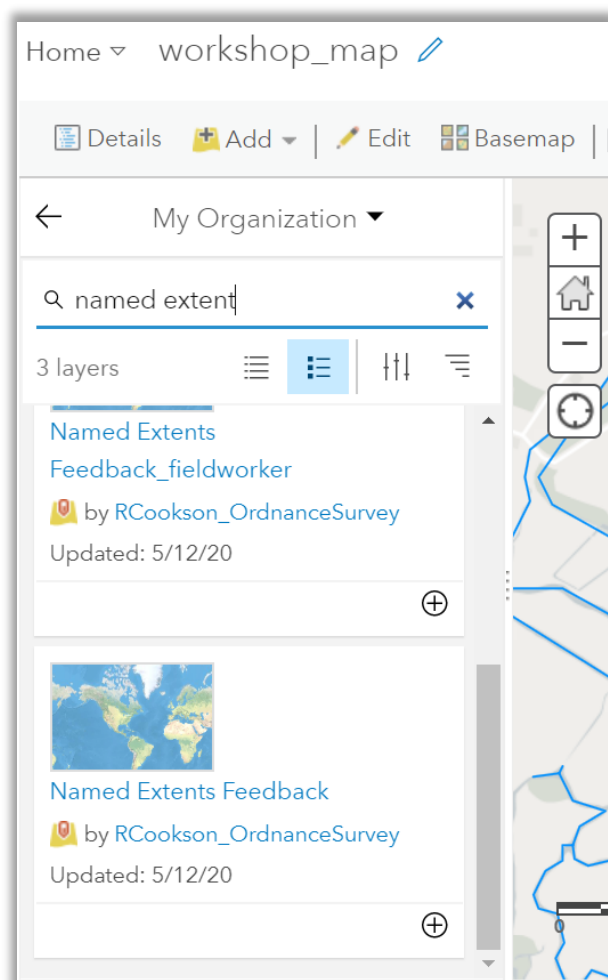 Home workshop_map
Details Add Edit Basemap
My Organization
named extent
3 layers
Named Extents
Feedback_fieldworker
by RCookson_OrdnanceSurvey
Updated: 5/12/20
Named Extents Feedback
by RCookson_OrdnanceSurvey
Updated: 5/12/20
0